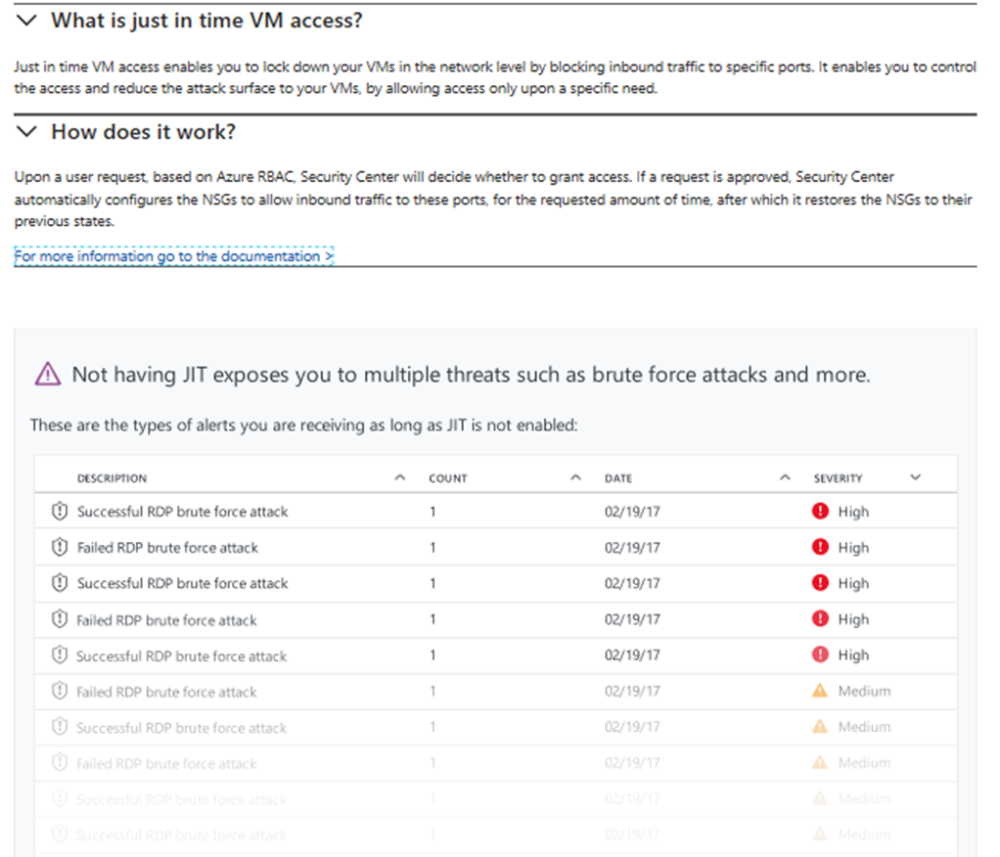 What is just in time VM access?
Just in time VM access enables you to lock down your VMs in the network level by blocking inbound traffic to specific ports. It enables you to control
the access and reduce the attack surface to your VMs, by allowing access only upon a specific need.
How does it work?
Upon a user request, based on Azure RBAC, Security Center will decide whether to grant access. If a request is approved, Security Center
automatically configures the NSGs to allow inbound traffic to these ports, for the requested amount of time, after which it restores the NSGs to their
previous states.
For more information go to the documentation >
Not having JIT exposes you to multiple threats such as brute force attacks and more.
These are the types of alerts you are receiving as long as JIT is not enabled:
DESCRIPTION COUNT DATE SEVERITY
Successful RDP brute force attack 1 02/19/17 High
Failed RDP brute force attack 1 02/19/17 High
Successful RDP brute force attack 1 02/19/17 High
Failed RDP brute force attack 1 02/19/17 High
Successful RDP brute force attack 1 02/19/17 High
Failed RDP brute force attack 1 02/19/17 Medium
Successful RDP brute force attack 1 02/19/17 Medium
Failed RDP brute force attack 1 02/19/17 Medium
Successful RDP brute force attack 1 02/19/17 Medium
Successful RDP brute force attack 1 02/19/17 Medium